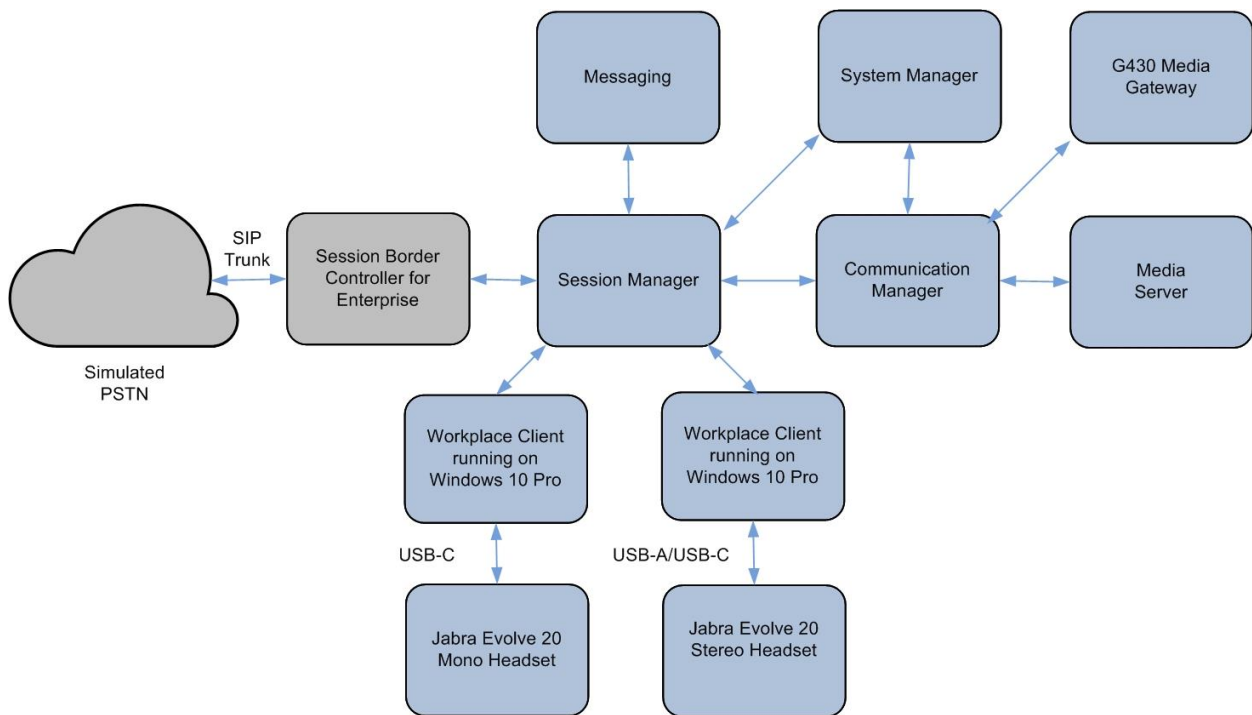 Messaging
System Manager
G430 Media
Gateway
SIP
Trunk
Session Border
Controller for
Enterprise
Session Manager
Communication
Manager
Media
Server
Simulated
PSTN
Workplace Client
running on
Windows 10 Pro
Workplace Client
running on
Windows 10 Pro
USB-C
USB-A/USB-C
Jabra Evolve 20
Mono Headset
Jabra Evolve 20
Stereo Headset